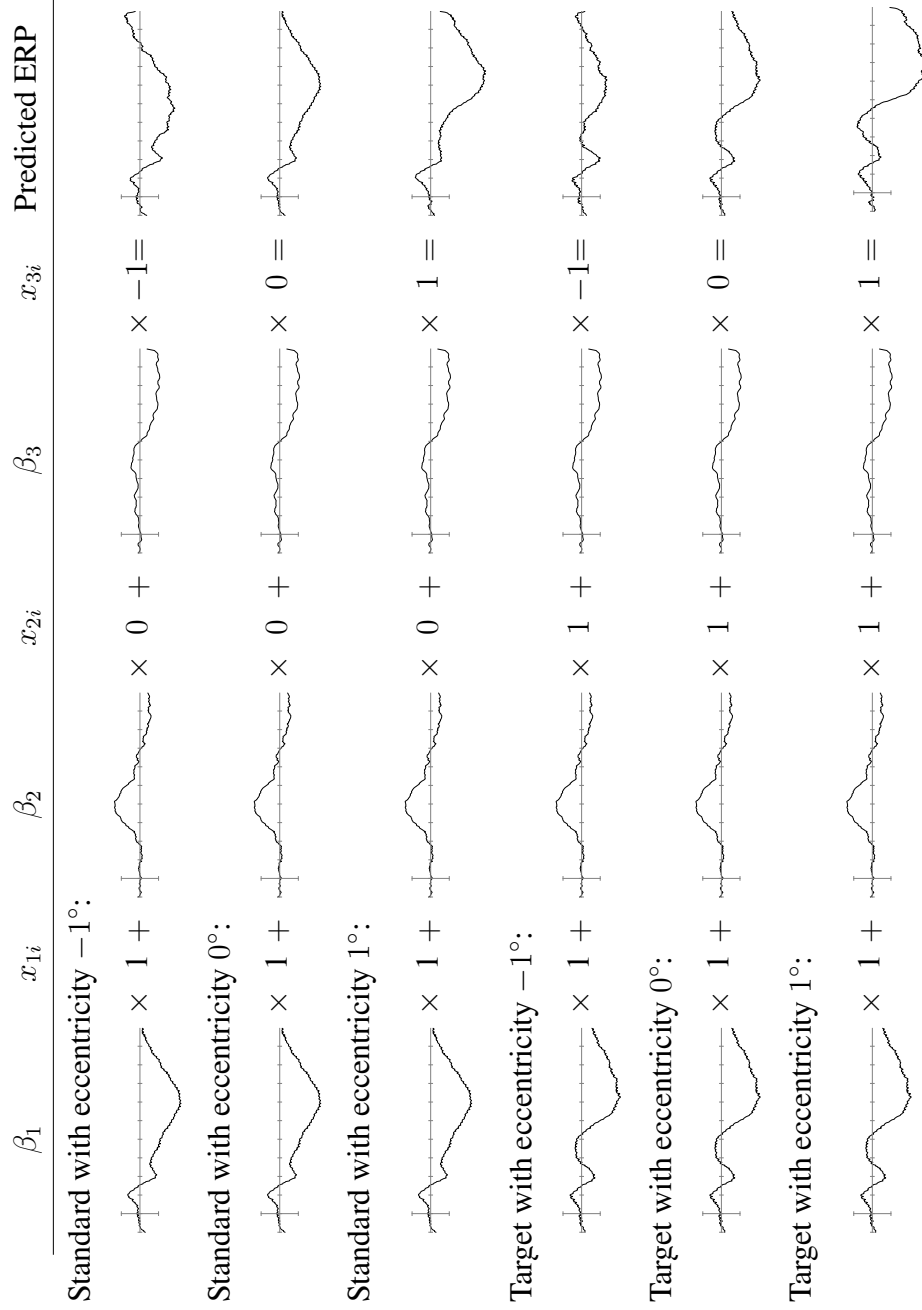 β₁ x₁ᵢ β₂ x₂ᵢ β₃ x₃ᵢ Predicted ERP
Standard with eccentricity −1°:
× 1 + × 0 + × −1 =
Standard with eccentricity 0°:
× 1 + × 0 + × 0 =
Standard with eccentricity 1°:
× 1 + × 0 + × 1 =
Target with eccentricity −1°:
× 1 + × 1 + × −1 =
Target with eccentricity 0°:
× 1 + × 1 + × 0 =
Target with eccentricity 1°:
× 1 + × 1 + × 1 =